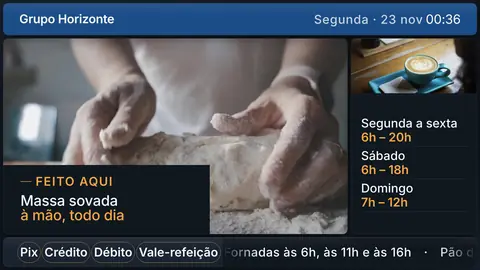 Grupo Horizonte
Segunda · 23 nov 00:36
FEITO AQUI
Massa sovada
à mão, todo dia
Segunda a sexta
6h – 20h
Sábado
6h – 18h
Domingo
7h – 12h
Pix Crédito Débito Vale-refeição Fornadas às 6h, às 11h e às 16h · Pão